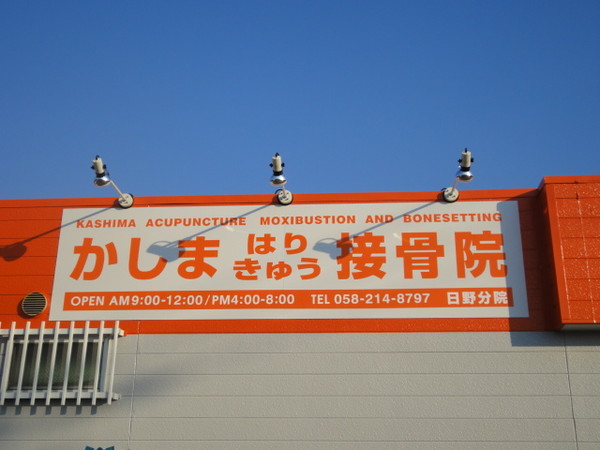 KASHIMA ACUPUNCTURE MOXIBUSTION AND BONESETTING
かしま はり きゅう 接骨院
OPEN AM9:00-12:00/PM4:00-8:00 TEL 058-214-8797 日野分院